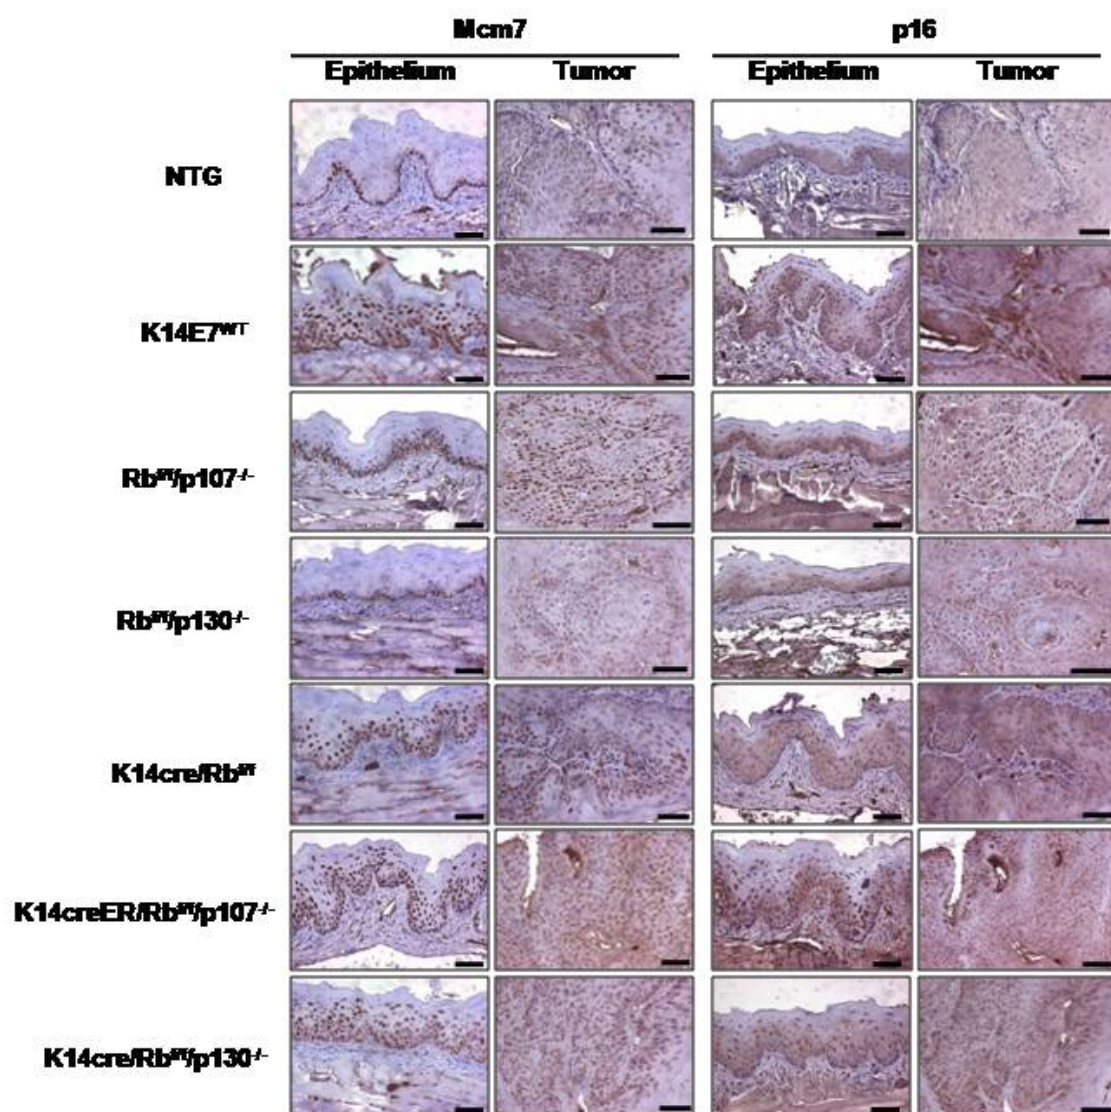 Mcm7 p16
Epithelium Tumor Epithelium Tumor
NTG
K14E7ᵂᵀ
Rbᶠ/ᶠ/p107⁻/⁻
Rbᶠ/ᶠ/p130⁻/⁻
K14cre/Rbᶠ/ᶠ
K14creER/Rbᶠ/ᶠ/p107⁻/⁻
K14cre/Rbᶠ/ᶠ/p130⁻/⁻